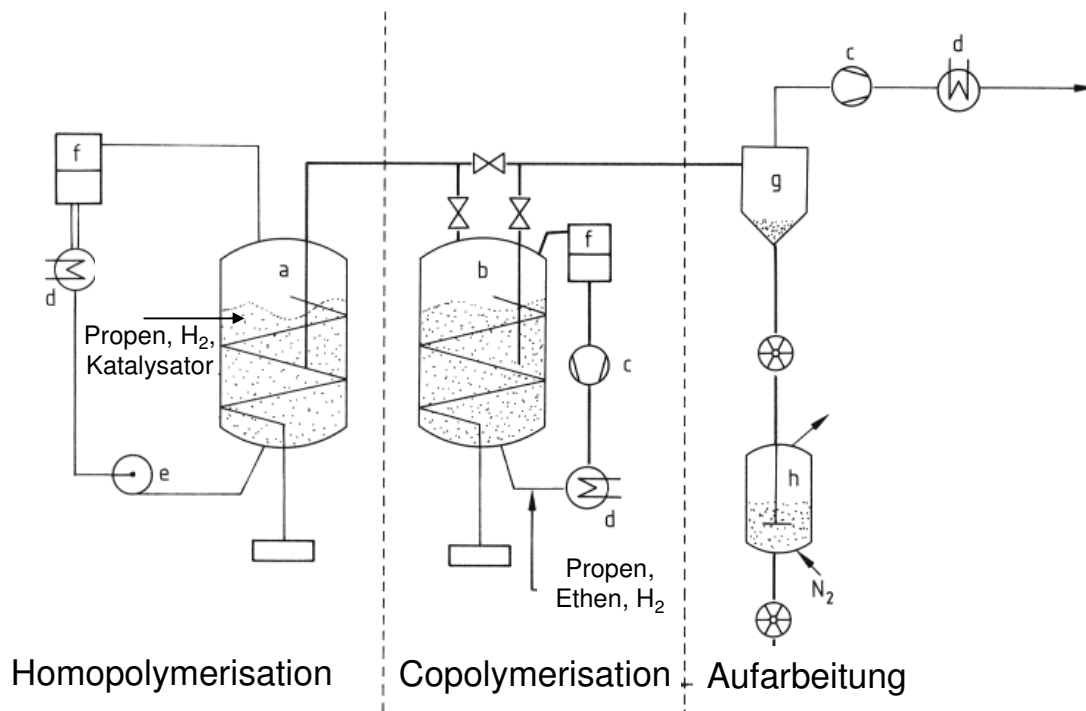 c
d
f
g
f
a
b
d
Propen, H₂,
Katalysator
c
e
h
d
Propen,
Ethen, H₂
N₂
Homopolymerisation
Copolymerisation
Aufarbeitung